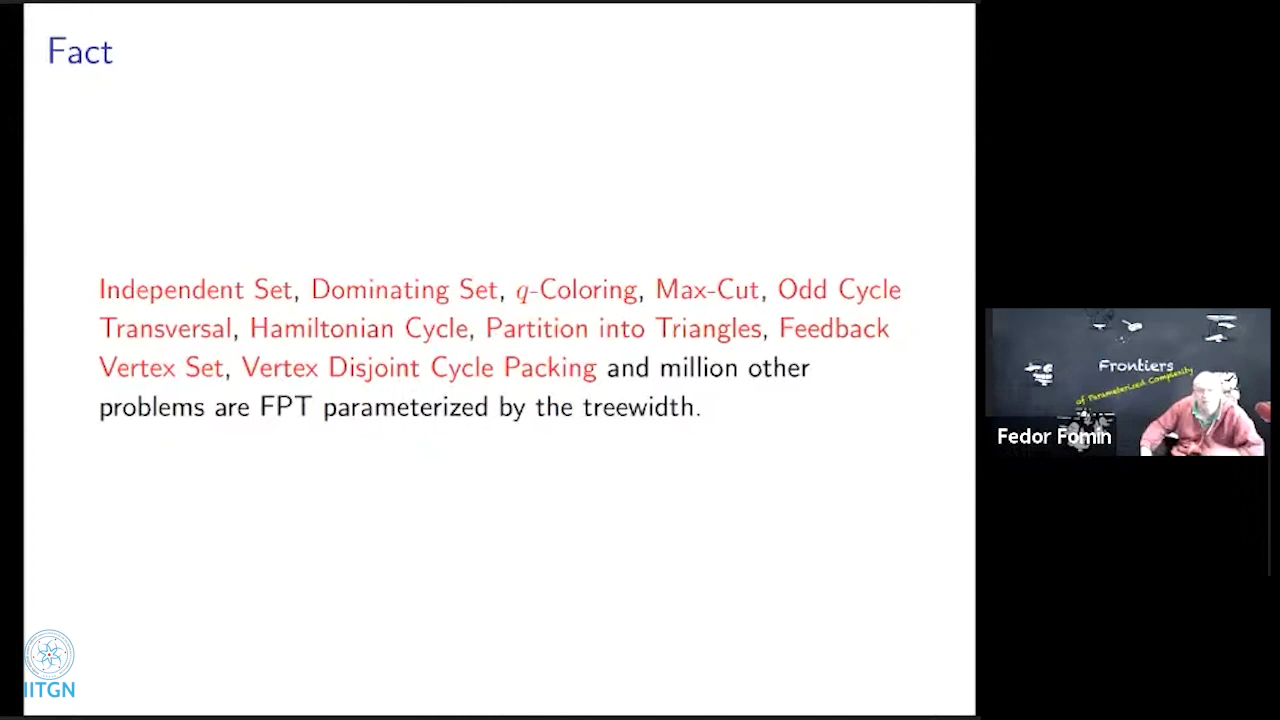 Fact
Independent Set, Dominating Set, q-Coloring, Max-Cut, Odd Cycle
Transversal, Hamiltonian Cycle, Partition into Triangles, Feedback
Vertex Set, Vertex Disjoint Cycle Packing and million other
problems are FPT parameterized by the treewidth.
IITGN
Frontiers
of Parameterized Complexity
Fedor Fomin